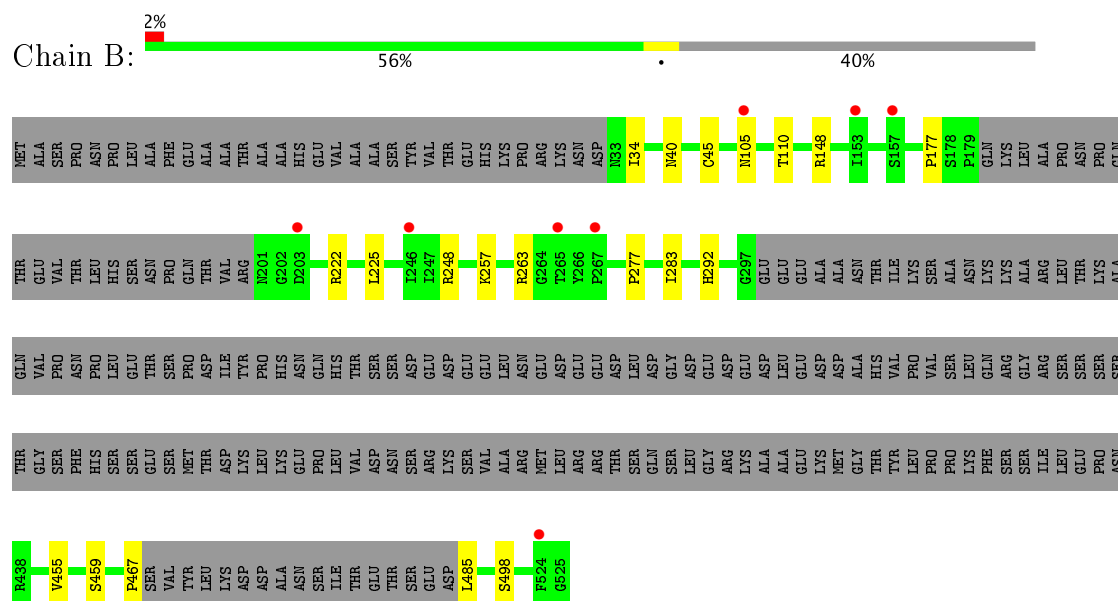 2%
Chain B:
56% • 40%
MET ALA SER PRO ASN PRO LEU ALA PHE GLU ALA ALA THR ALA ALA HIS GLU VAL ALA ALA SER TYR VAL THR GLU HIS LYS PRO ARG LYS ASN ASP N33 I34 N40 C45 N105 T110 R148 I153 S157 P177 S178 P179 GLN LYS LEU ALA PRO ASN PRO GLN
THR GLU VAL THR LEU HIS SER ASN PRO GLN THR VAL ARG N201 G202 D203 R222 L225 I246 I247 R248 K257 R263 G264 T265 Y266 P267 P277 I283 H292 G297 GLU GLU GLU ALA ALA ASN THR ILE LYS SER ALA ASN LYS LYS ALA ARG LEU THR LYS ALA
GLN VAL PRO ASN PRO LEU GLU THR SER PRO ASP ILE TYR PRO HIS ASN GLN HIS THR SER SER ASP GLU ASP GLU GLU LEU ASN GLU ASP GLU GLU ASP LEU ASP GLY ASP GLU ASP GLU ASP LEU GLU ASP ASP ALA HIS VAL PRO VAL SER LEU GLN ARG GLY ARG SER SER SER SER
THR GLY SER PHE HIS SER SER GLU SER MET THR ASP LYS LEU LYS GLU PRO LEU VAL ASP ASN SER ARG LYS SER VAL ALA ARG MET LEU ARG ARG THR SER GLN SER LEU GLY ARG LYS ALA ALA GLU LYS MET GLY THR TYR LEU PRO PRO LYS PHE SER SER ILE LEU GLU PRO ASN
R438 V455 S459 P467 SER VAL TYR LEU LYS ASP ASP ALA ASN SER ILE THR GLU THR SER GLU ASP L485 S498 F524 G525